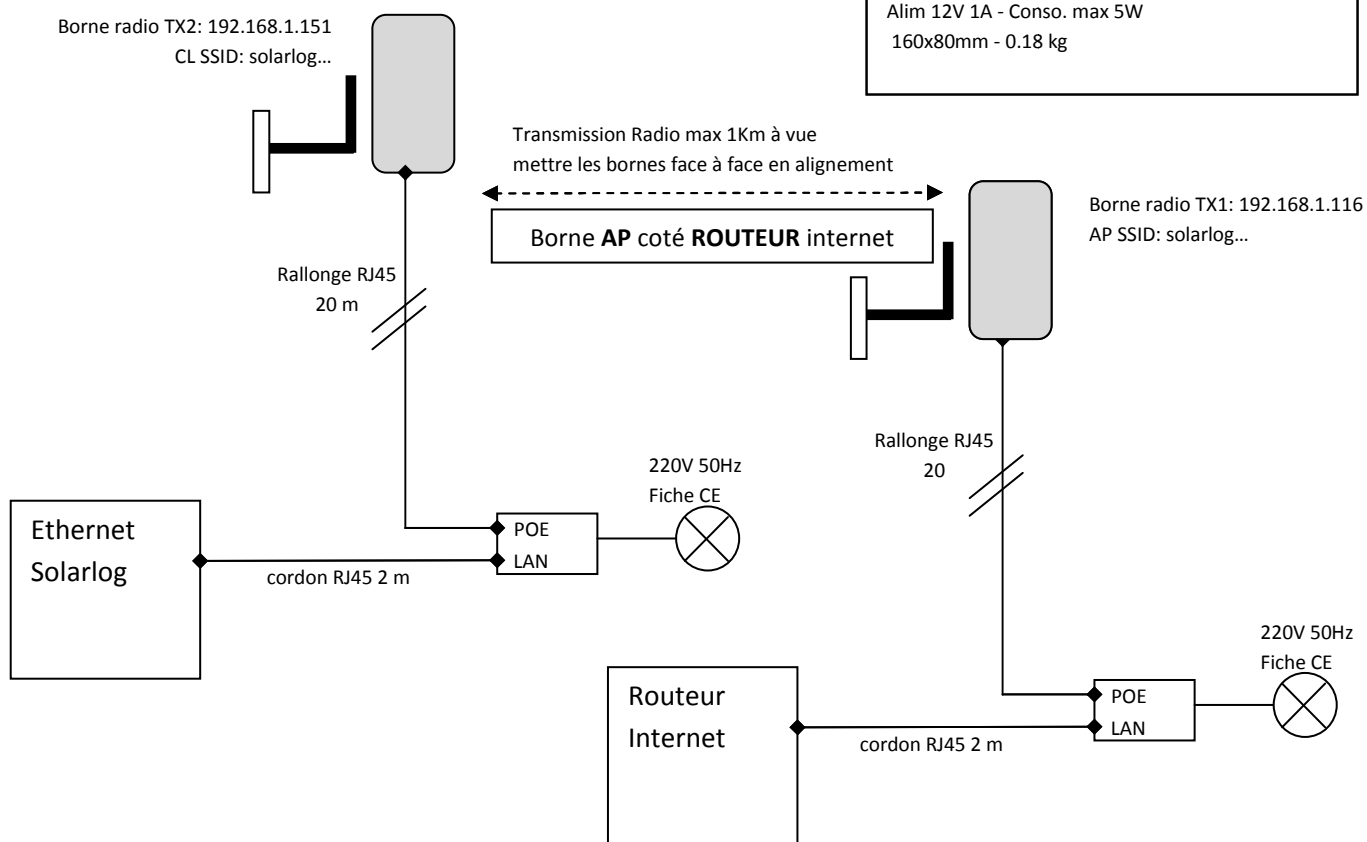 Alim 12V 1A - Conso. max 5W
160x80mm - 0.18 kg
Borne radio TX2: 192.168.1.151
CL SSID: solarlog...
Transmission Radio max 1Km à vue
mettre les bornes face à face en alignement
Borne AP coté ROUTEUR internet
Borne radio TX1: 192.168.1.116
AP SSID: solarlog...
Rallonge RJ45
20 m
Rallonge RJ45
20
220V 50Hz
Fiche CE
Ethernet
Solarlog
POE
LAN
cordon RJ45 2 m
220V 50Hz
Fiche CE
Routeur
Internet
POE
LAN
cordon RJ45 2 m